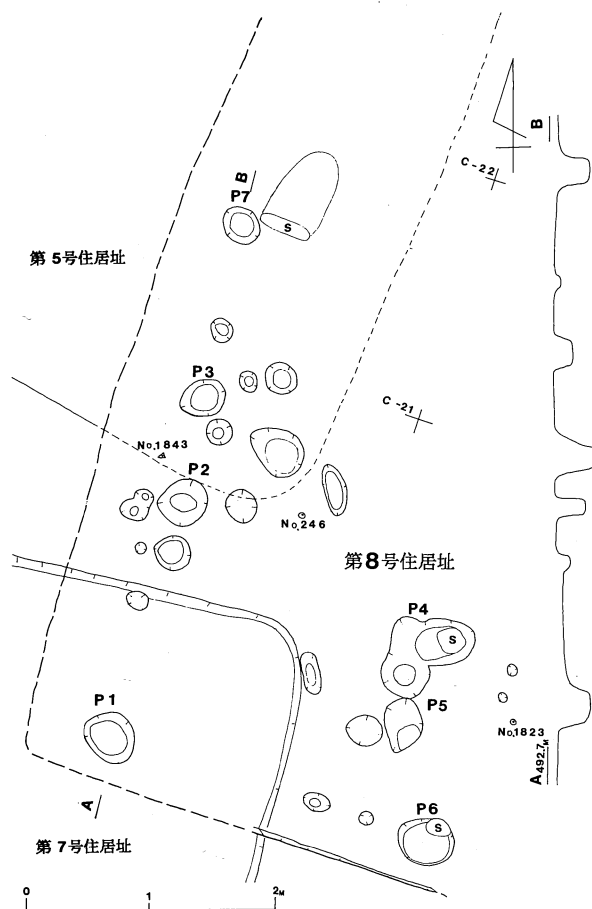 B
C-22
B
P7
S
第5号住居址
P3
C-21
No.1843
P2
No.246
第8号住居址
P4
S
P5
No.1823
P1
A
A 492.7M
P6
S
第7号住居址
0 1 2M